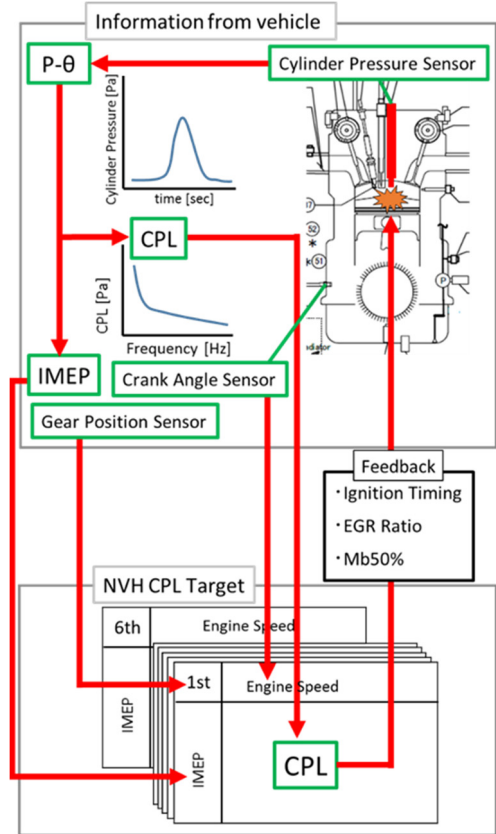 Information from vehicle
P-θ
Cylinder Pressure Sensor
Cylinder Pressure [Pa]
time [sec]
CPL
CPL [Pa]
Frequency [Hz]
S2
*
S1
P
IMEP
Crank Angle Sensor
Gear Position Sensor
Feedback
・Ignition Timing
・EGR Ratio
・Mb50%
NVH CPL Target
6th
Engine Speed
IMEP
1st
Engine Speed
IMEP
CPL